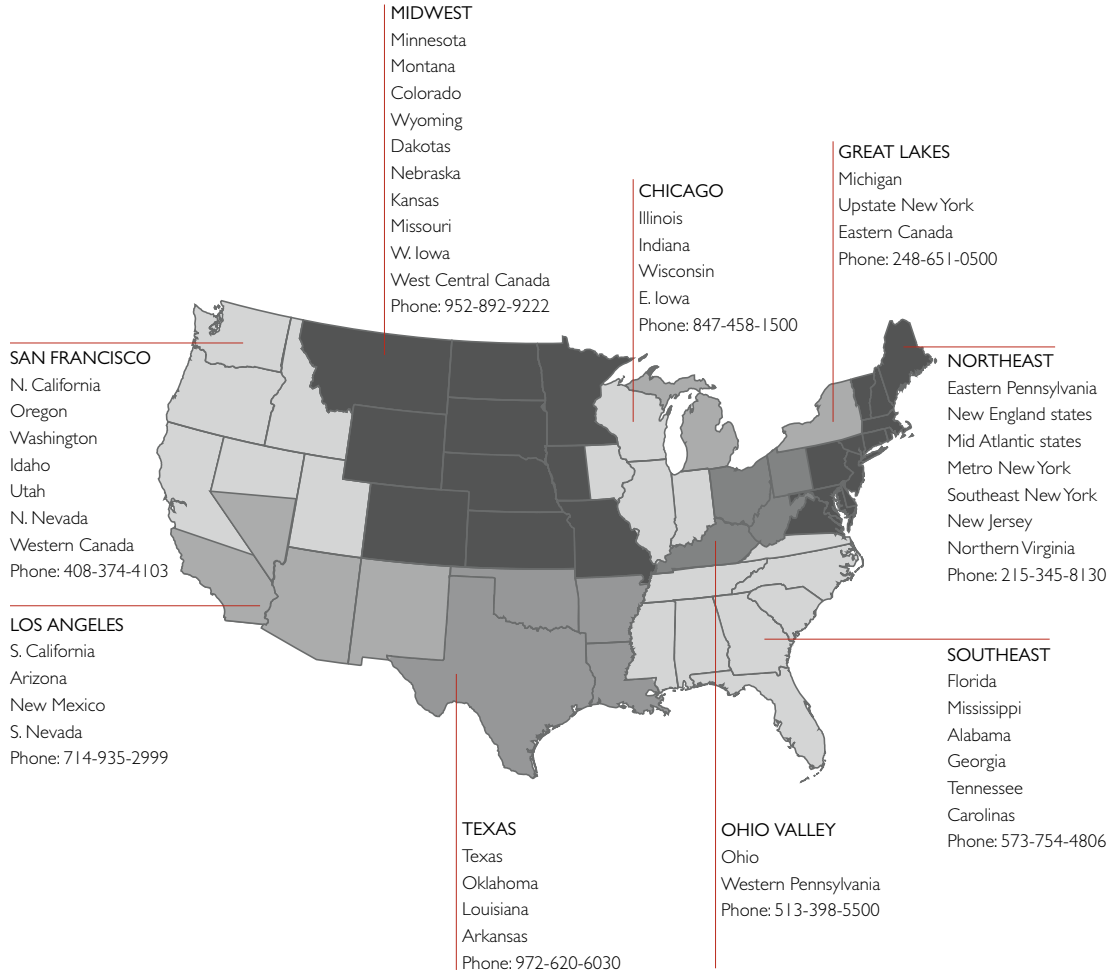 MIDWEST
Minnesota
Montana
Colorado
Wyoming
Dakotas
Nebraska
Kansas
Missouri
W. Iowa
West Central Canada
Phone: 952-892-9222
CHICAGO
Illinois
Indiana
Wisconsin
E. Iowa
Phone: 847-458-1500
GREAT LAKES
Michigan
Upstate New York
Eastern Canada
Phone: 248-651-0500
SAN FRANCISCO
N. California
Oregon
Washington
Idaho
Utah
N. Nevada
Western Canada
Phone: 408-374-4103
NORTHEAST
Eastern Pennsylvania
New England states
Mid Atlantic states
Metro New York
Southeast New York
New Jersey
Northern Virginia
Phone: 215-345-8130
LOS ANGELES
S. California
Arizona
New Mexico
S. Nevada
Phone: 714-935-2999
SOUTHEAST
Florida
Mississippi
Alabama
Georgia
Tennessee
Carolinas
Phone: 573-754-4806
TEXAS
Texas
Oklahoma
Louisiana
Arkansas
Phone: 972-620-6030
OHIO VALLEY
Ohio
Western Pennsylvania
Phone: 513-398-5500